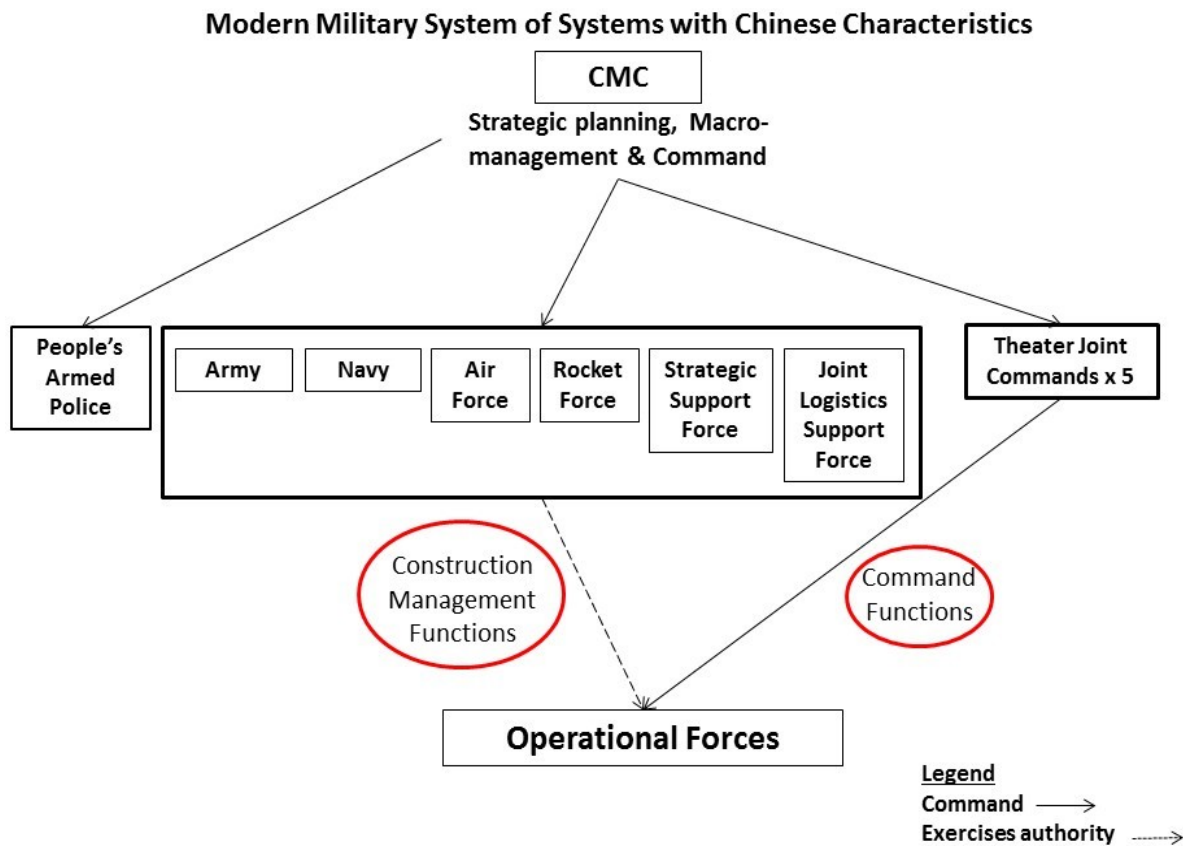 Modern Military System of Systems with Chinese Characteristics
CMC
Strategic planning, Macro-
management & Command
People’s
Armed
Police
Army
Navy
Air
Force
Rocket
Force
Strategic
Support
Force
Joint
Logistics
Support
Force
Theater Joint
Commands x 5
Construction
Management
Functions
Command
Functions
Operational Forces
Legend
Command
Exercises authority